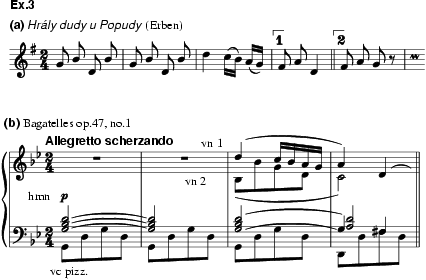 Ex.3
(a) Hrály dudy u Popudy (Erben)
1 2
(b) Bagatelles op.47, no.1
Allegretto scherzando
vn 1
vn 2
hmn p
vc pizz.